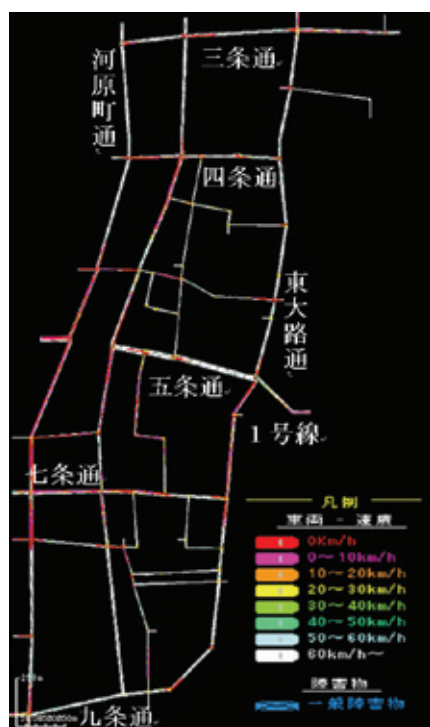 河原町通
三条通
四条通
東大路通
五条通
1号線
七条通
凡例
車両 - 速度
0Km/h
0～10km/h
10～20km/h
20～30km/h
30～40km/h
40～50km/h
50～60km/h
60km/h～
障害物
一般障害物
九条通